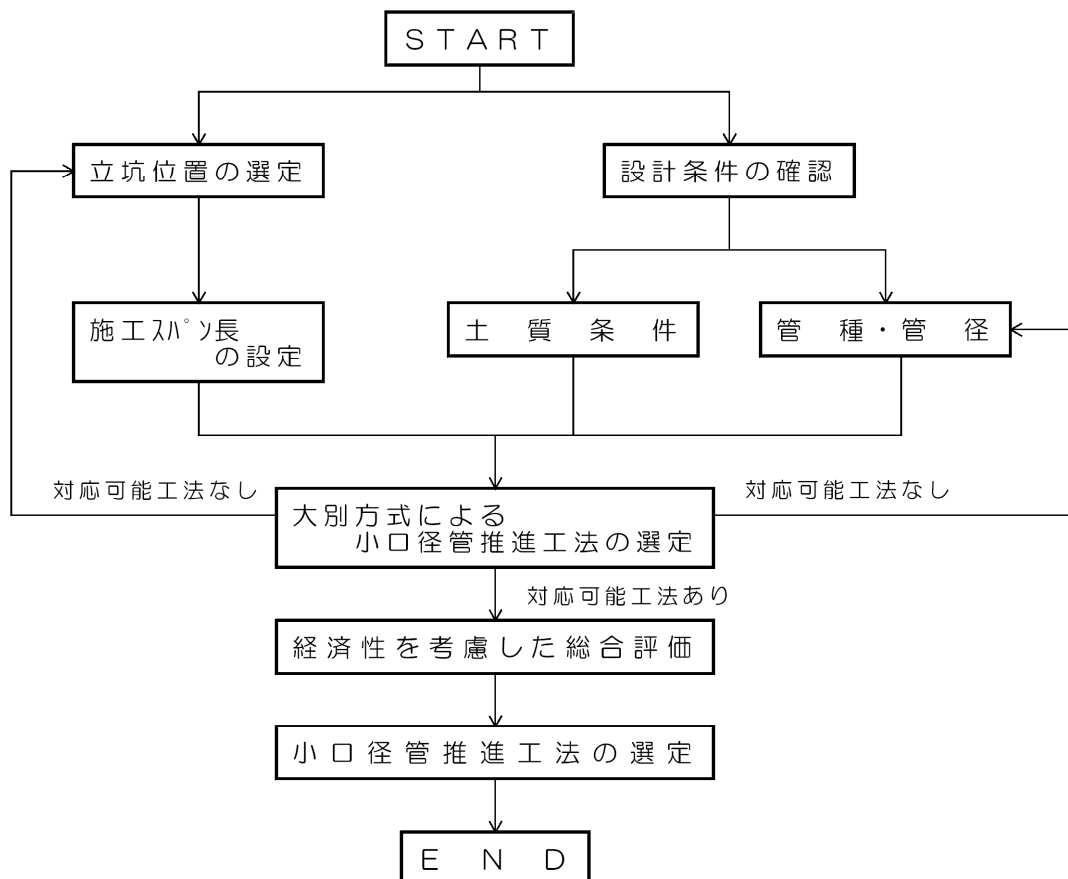 START
立坑位置の選定
設計条件の確認
施工ｽﾊﾟﾝ長
の設定
土質条件
管種・管径
対応可能工法なし
対応可能工法なし
大別方式による
小口径管推進工法の選定
対応可能工法あり
経済性を考慮した総合評価
小口径管推進工法の選定
END